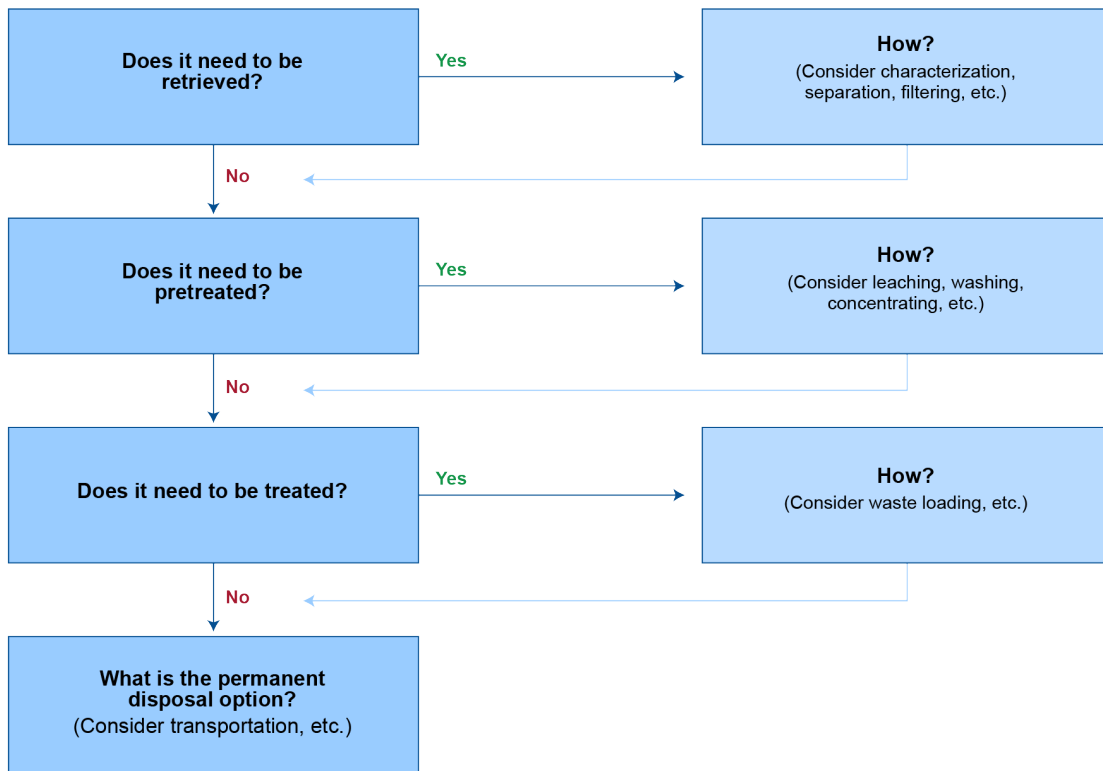 Does it need to be
retrieved?
Yes
How?
(Consider characterization,
separation, filtering, etc.)
No
Does it need to be
pretreated?
Yes
How?
(Consider leaching, washing,
concentrating, etc.)
No
Does it need to be treated?
Yes
How?
(Consider waste loading, etc.)
No
What is the permanent
disposal option?
(Consider transportation, etc.)